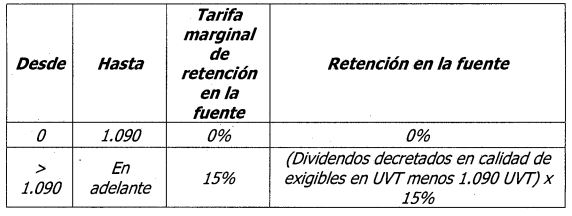 Desde
Hasta
Tarifa
marginal
de
retención
en la
fuente
Retención en la fuente
0
1.090
0%
0%
>
1.090
En
adelante
15%
(Dividendos decretados en calidad de
exigibles en UVT menos 1.090 UVT) x
15%